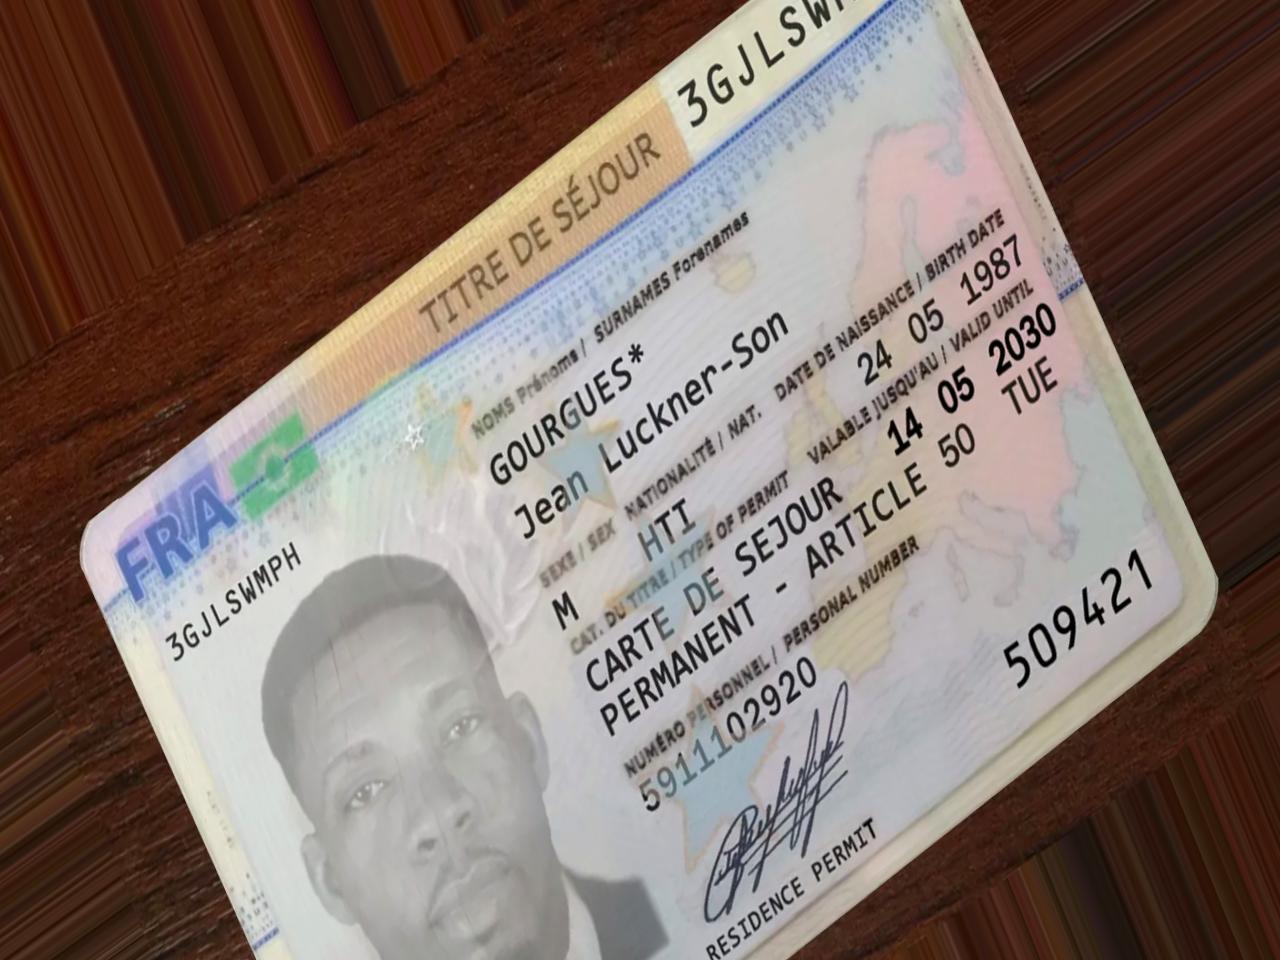 TITRE DE SÉJOUR
FRA
3GJLSWMPH
NOMS Prénoms / SURNAMES Forenames
GOURGUES*
Jean Luckner-Son
SEXE / SEX NATIONALITÉ / NAT. DATE DE NAISSANCE / BIRTH DATE
M HTI 24 05 1987
CAT. DU TITRE / TYPE OF PERMIT VALABLE JUSQU'AU / VALID UNTIL
CARTE DE SEJOUR 14 05 2030
PERMANENT - ARTICLE 50 TUE
NUMÉRO PERSONNEL / PERSONAL NUMBER
5911102920
509421
RESIDENCE PERMIT